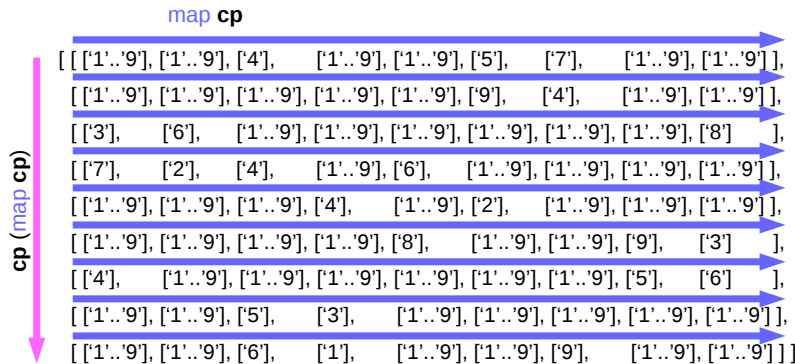 map cp
cp (map cp)
[ [ [‘1’..’9’], [‘1’..’9’], [‘4’], [‘1’..’9’], [‘1’..’9’], [‘5’], [‘7’], [‘1’..’9’], [‘1’..’9’] ],
[ [‘1’..’9’], [‘1’..’9’], [‘1’..’9’], [‘1’..’9’], [‘1’..’9’], [‘9’], [‘4’], [‘1’..’9’], [‘1’..’9’] ],
[ [‘3’], [‘6’], [‘1’..’9’], [‘1’..’9’], [‘1’..’9’], [‘1’..’9’], [‘1’..’9’], [‘1’..’9’], [‘8’] ],
[ [‘7’], [‘2’], [‘4’], [‘1’..’9’], [‘6’], [‘1’..’9’], [‘1’..’9’], [‘1’..’9’], [‘1’..’9’] ],
[ [‘1’..’9’], [‘1’..’9’], [‘1’..’9’], [‘4’], [‘1’..’9’], [‘2’], [‘1’..’9’], [‘1’..’9’], [‘1’..’9’] ],
[ [‘1’..’9’], [‘1’..’9’], [‘1’..’9’], [‘1’..’9’], [‘8’], [‘1’..’9’], [‘1’..’9’], [‘9’], [‘3’] ],
[ [‘4’], [‘1’..’9’], [‘1’..’9’], [‘1’..’9’], [‘1’..’9’], [‘1’..’9’], [‘1’..’9’], [‘5’], [‘6’] ],
[ [‘1’..’9’], [‘1’..’9’], [‘5’], [‘3’], [‘1’..’9’], [‘1’..’9’], [‘1’..’9’], [‘1’..’9’], [‘1’..’9’] ],
[ [‘1’..’9’], [‘1’..’9’], [‘6’], [‘1’], [‘1’..’9’], [‘1’..’9’], [‘9’], [‘1’..’9’], [‘1’..’9’] ] ]